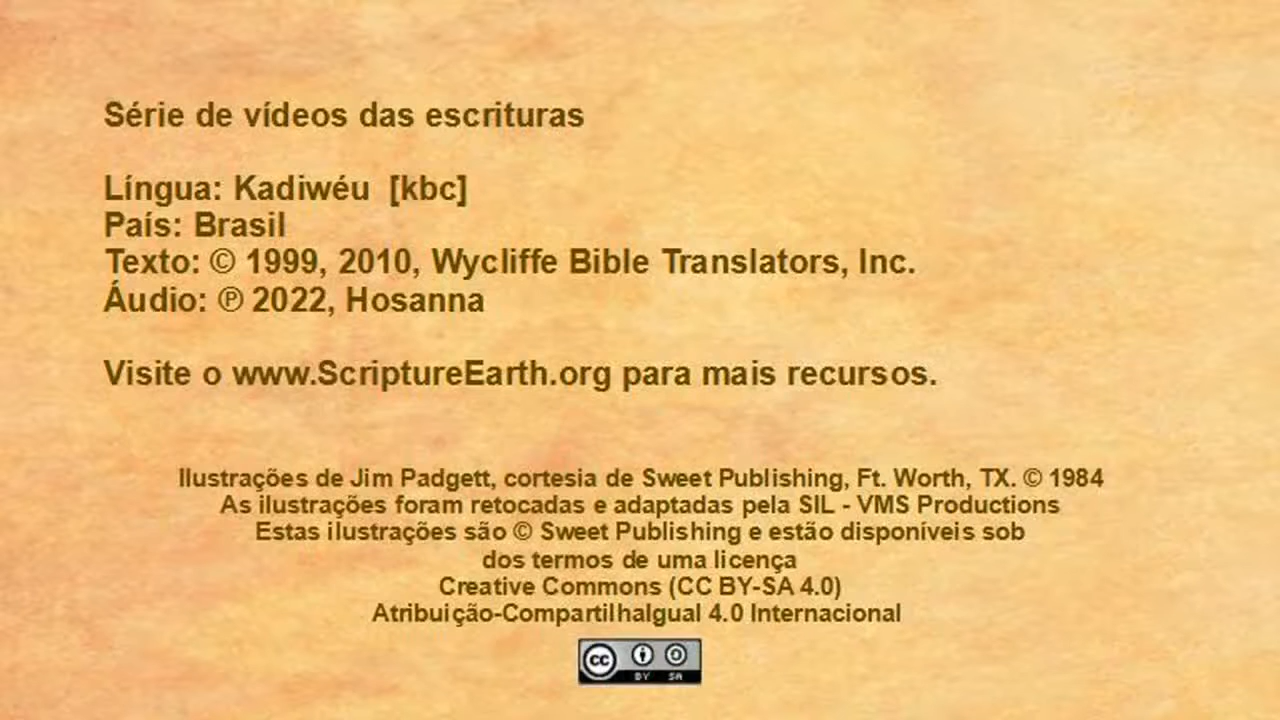 Série de vídeos das escrituras
Língua: Kadiwéu [kbc]
País: Brasil
Texto: © 1999, 2010, Wycliffe Bible Translators, Inc.
Áudio: ℗ 2022, Hosanna
Visite o www.ScriptureEarth.org para mais recursos.
Ilustrações de Jim Padgett, cortesia de Sweet Publishing, Ft. Worth, TX. © 1984
As ilustrações foram retocadas e adaptadas pela SIL - VMS Productions
Estas ilustrações são © Sweet Publishing e estão disponíveis sob
dos termos de uma licença
Creative Commons (CC BY-SA 4.0)
Atribuição-CompartilhaIgual 4.0 Internacional
cc BY SA